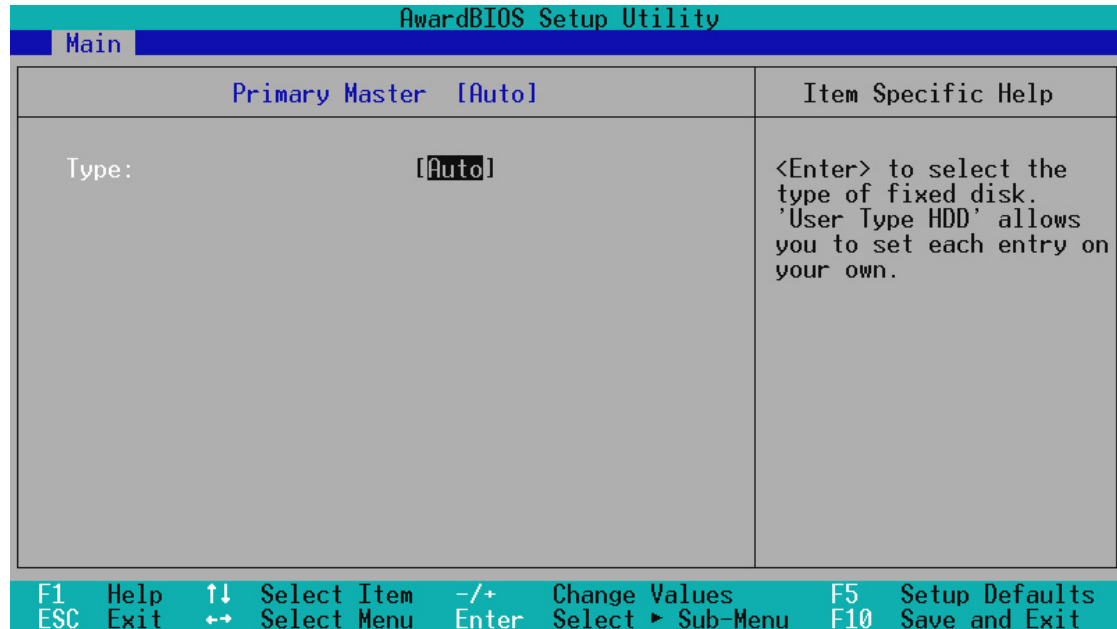 AwardBIOS Setup Utility
Main
Primary Master [Auto]
Item Specific Help
Type: [Auto]
<Enter> to select the
type of fixed disk.
'User Type HDD' allows
you to set each entry on
your own.
F1 Help ↑↓ Select Item -/+ Change Values F5 Setup Defaults
ESC Exit ←→ Select Menu Enter Select ► Sub-Menu F10 Save and Exit